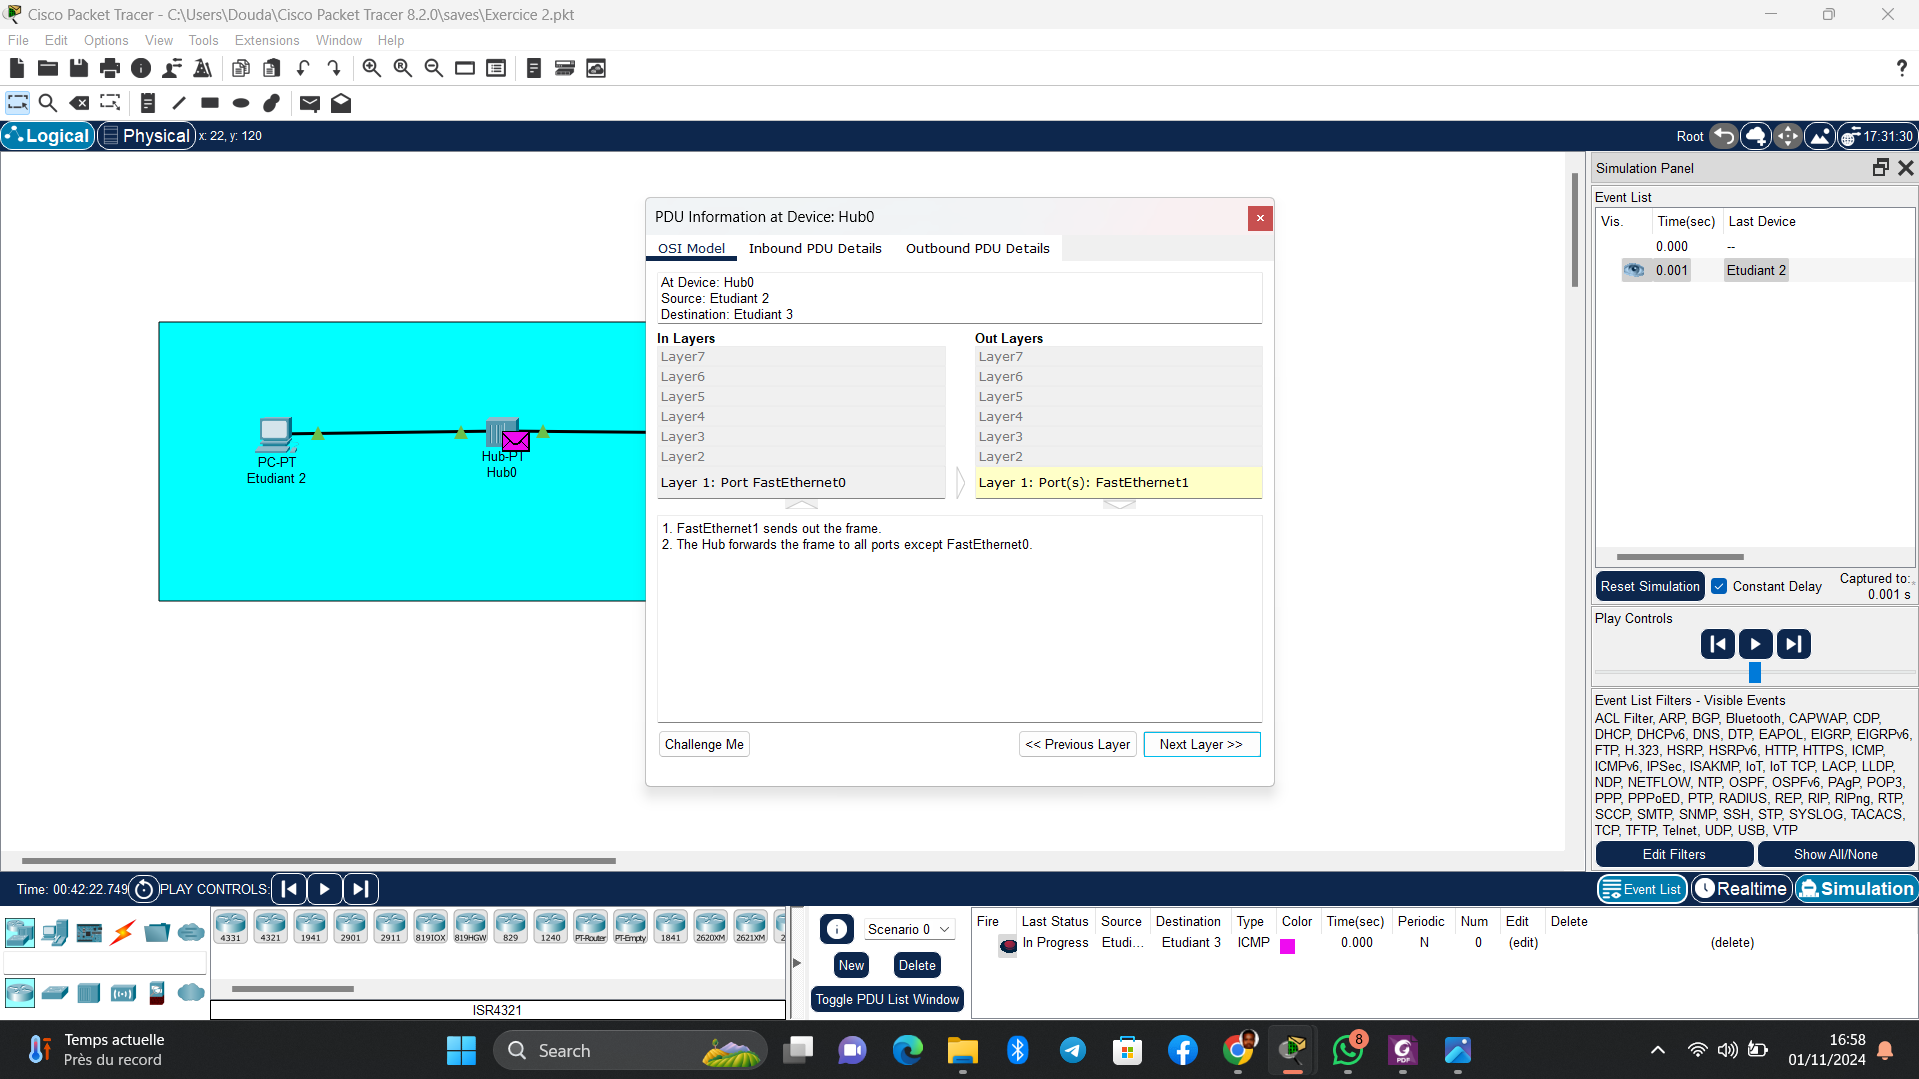 Cisco Packet Tracer - C:\Users\Douda\Cisco Packet Tracer 8.2.0\saves\Exercice 2.pkt
File Edit Options View Tools Extensions Window Help
Logical Physical x: 22, y: 120
Root 17:31:30
PC-PT
Etudiant 2
Hub-PT
Hub0
PDU Information at Device: Hub0
OSI Model Inbound PDU Details Outbound PDU Details
At Device: Hub0
Source: Etudiant 2
Destination: Etudiant 3
In Layers Out Layers
Layer7 Layer7
Layer6 Layer6
Layer5 Layer5
Layer4 Layer4
Layer3 Layer3
Layer2 Layer2
Layer 1: Port FastEthernet0 Layer 1: Port(s): FastEthernet1
1. FastEthernet1 sends out the frame.
2. The Hub forwards the frame to all ports except FastEthernet0.
Challenge Me << Previous Layer Next Layer >>
Simulation Panel
Event List
Vis. Time(sec) Last Device
0.000 --
0.001 Etudiant 2
Reset Simulation Constant Delay Captured to:
0.001 s
Play Controls
Event List Filters - Visible Events
ACL Filter, ARP, BGP, Bluetooth, CAPWAP, CDP,
DHCP, DHCPv6, DNS, DTP, EAPOL, EIGRP, EIGRPv6,
FTP, H.323, HSRP, HSRPv6, HTTP, HTTPS, ICMP,
ICMPv6, IPSec, ISAKMP, IoT, IoT TCP, LACP, LLDP,
NDP, NETFLOW, NTP, OSPF, OSPFv6, PAgP, POP3,
PPP, PPPoED, PTP, RADIUS, REP, RIP, RIPng, RTP,
SCCP, SMTP, SNMP, SSH, STP, SYSLOG, TACACS,
TCP, TFTP, Telnet, UDP, USB, VTP
Edit Filters Show All/None
Time: 00:42:22.749 PLAY CONTROLS:
Event List Realtime Simulation
4331 4321 1941 2901 2911 819IOX 819HGW 829 1240 PT-Router PT-Empty 1841 2620XM 2621XM 2
ISR4321
Scenario 0
New Delete
Toggle PDU List Window
Fire Last Status Source Destination Type Color Time(sec) Periodic Num Edit Delete
In Progress Etudi... Etudiant 3 ICMP 0.000 N 0 (edit) (delete)
Temps actuelle
Près du record
Search
8
PDF
16:58
01/11/2024